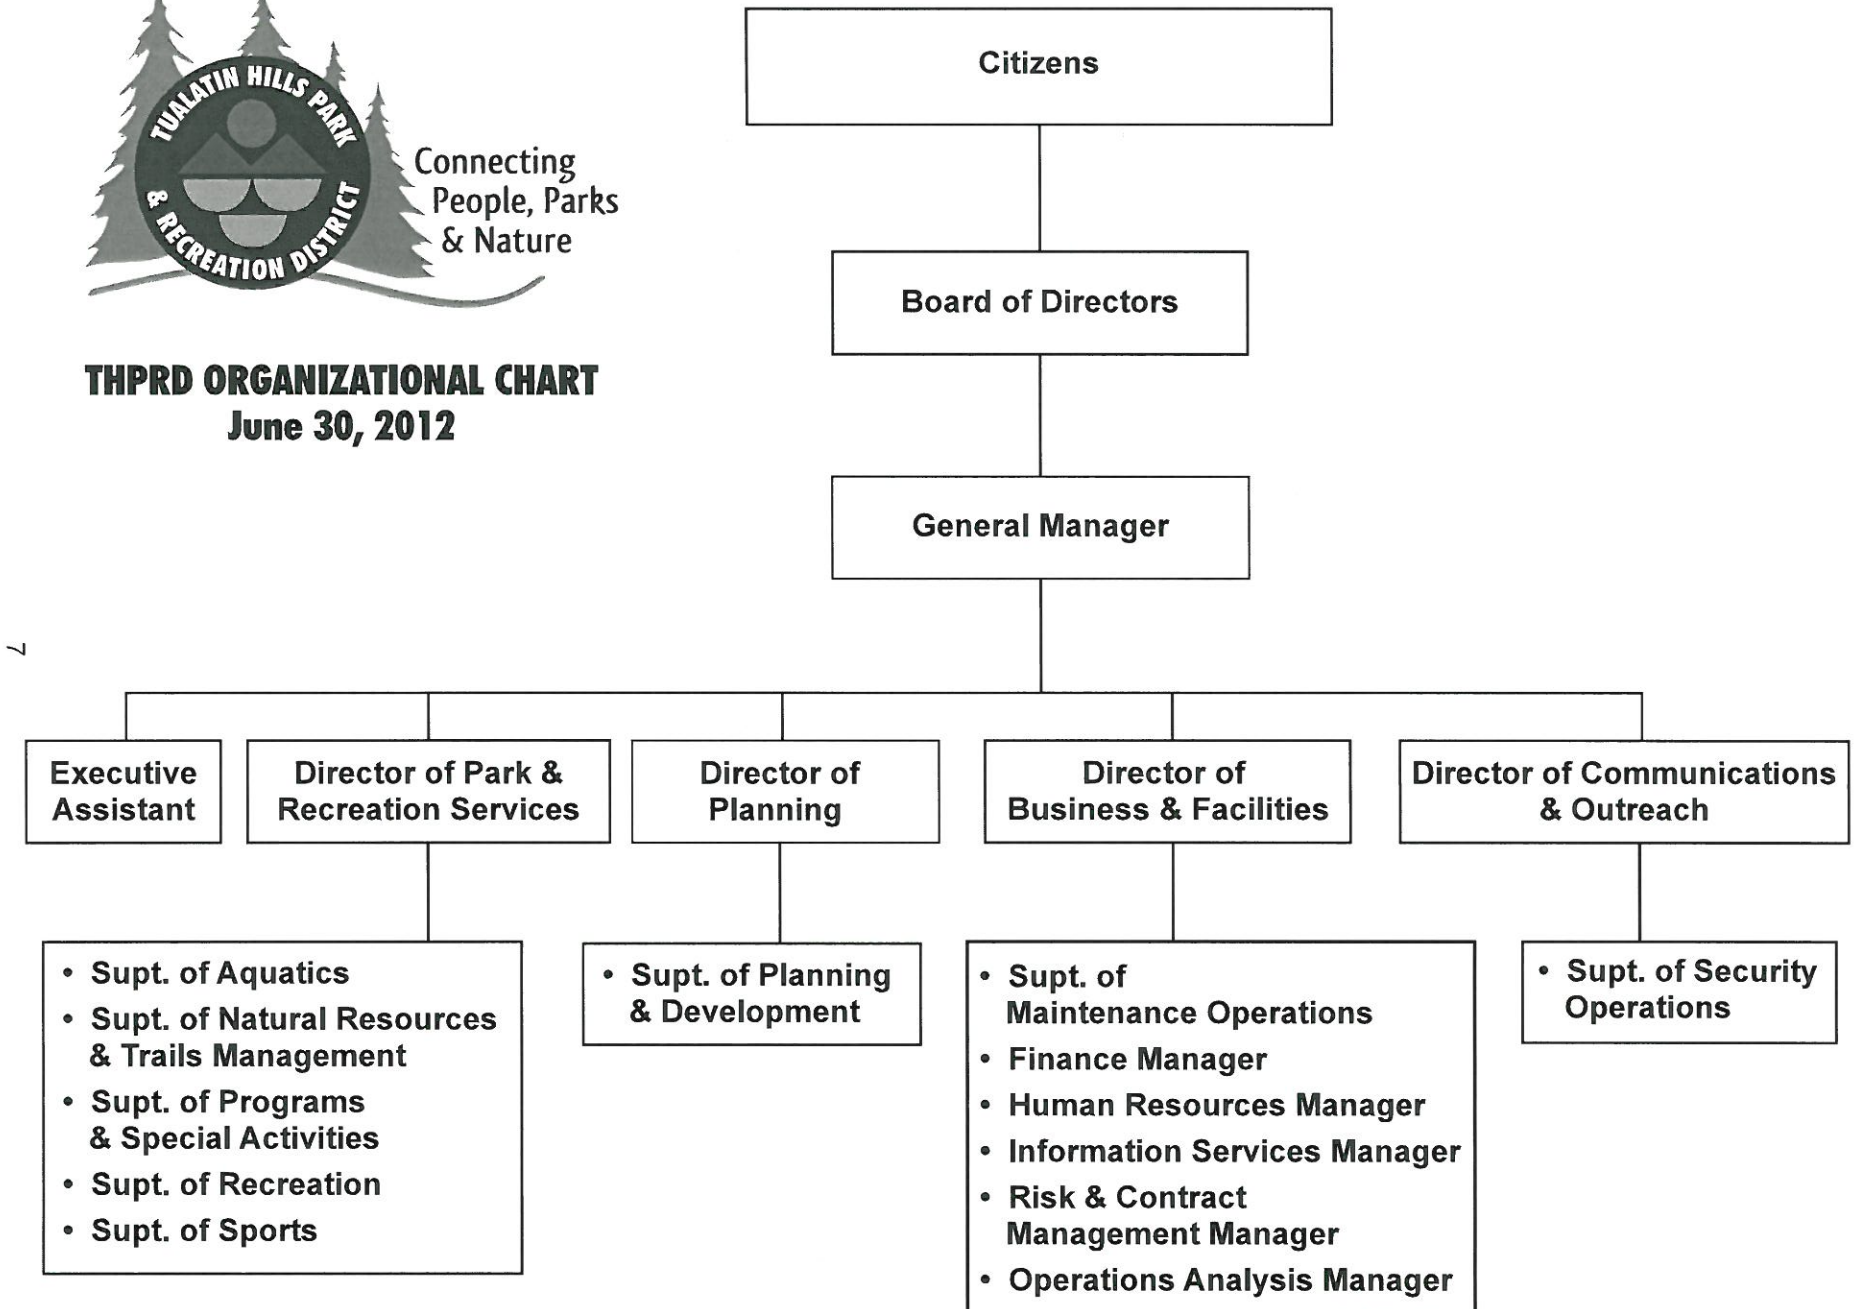 TUALATIN HILLS PARK
& RECREATION DISTRICT
Connecting
People, Parks
& Nature
THPRD ORGANIZATIONAL CHART
June 30, 2012
7
Citizens
Board of Directors
General Manager
Executive
Assistant
Director of Park &
Recreation Services
Director of
Planning
Director of
Business & Facilities
Director of Communications
& Outreach
• Supt. of Aquatics
• Supt. of Natural Resources
& Trails Management
• Supt. of Programs
& Special Activities
• Supt. of Recreation
• Supt. of Sports
• Supt. of Planning
& Development
• Supt. of
Maintenance Operations
• Finance Manager
• Human Resources Manager
• Information Services Manager
• Risk & Contract
Management Manager
• Operations Analysis Manager
• Supt. of Security
Operations